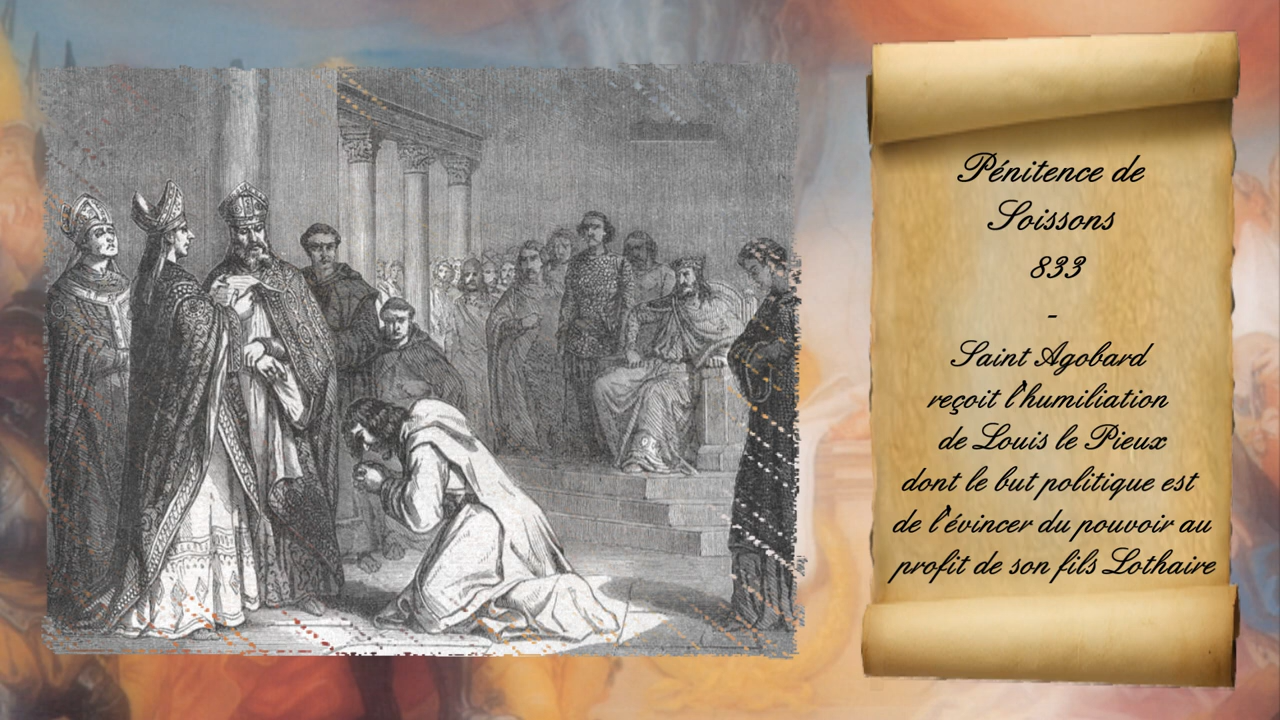 Pénitence de
Soissons
833
-
Saint Agobard
reçoit l'humiliation
de Louis le Pieux
dont le but politique est
de l'évincer du pouvoir au
profit de son fils Lothaire